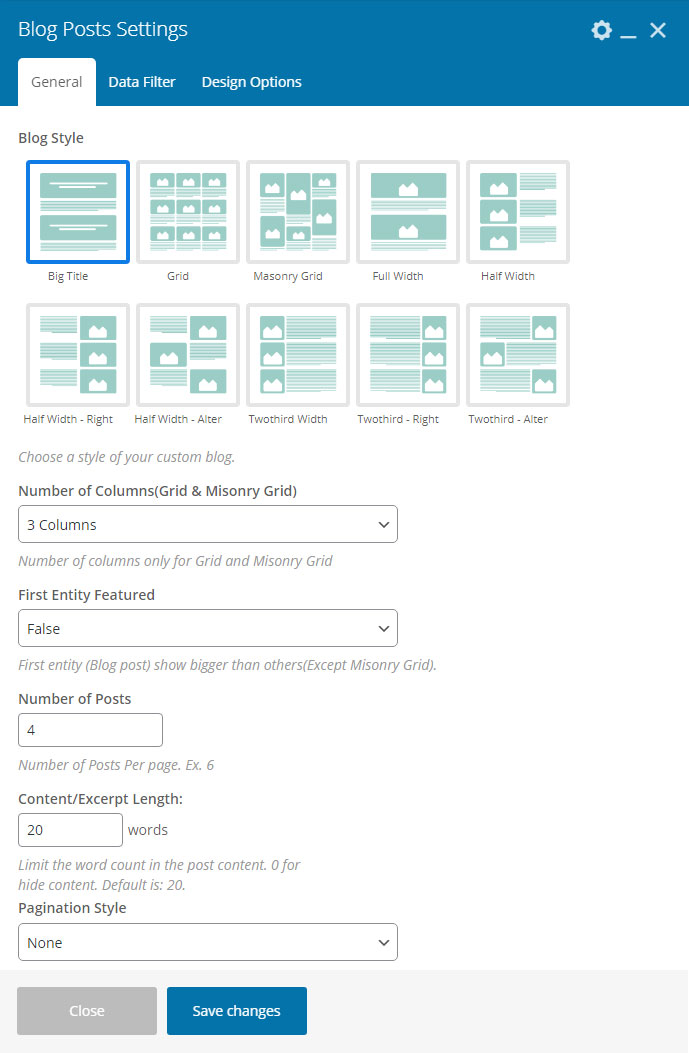 Blog Posts Settings
General Data Filter Design Options
Blog Style
Big Title Grid Masonry Grid Full Width Half Width
Half Width - Right Half Width - Alter Twothird Width Twothird - Right Twothird - Alter
Choose a style of your custom blog.
Number of Columns(Grid & Misonry Grid)
3 Columns
Number of columns only for Grid and Misonry Grid
First Entity Featured
False
First entity (Blog post) show bigger than others(Except Misonry Grid).
Number of Posts
4
Number of Posts Per page. Ex. 6
Content/Excerpt Length:
20 words
Limit the word count in the post content. 0 for
hide content. Default is: 20.
Pagination Style
None
Close Save changes